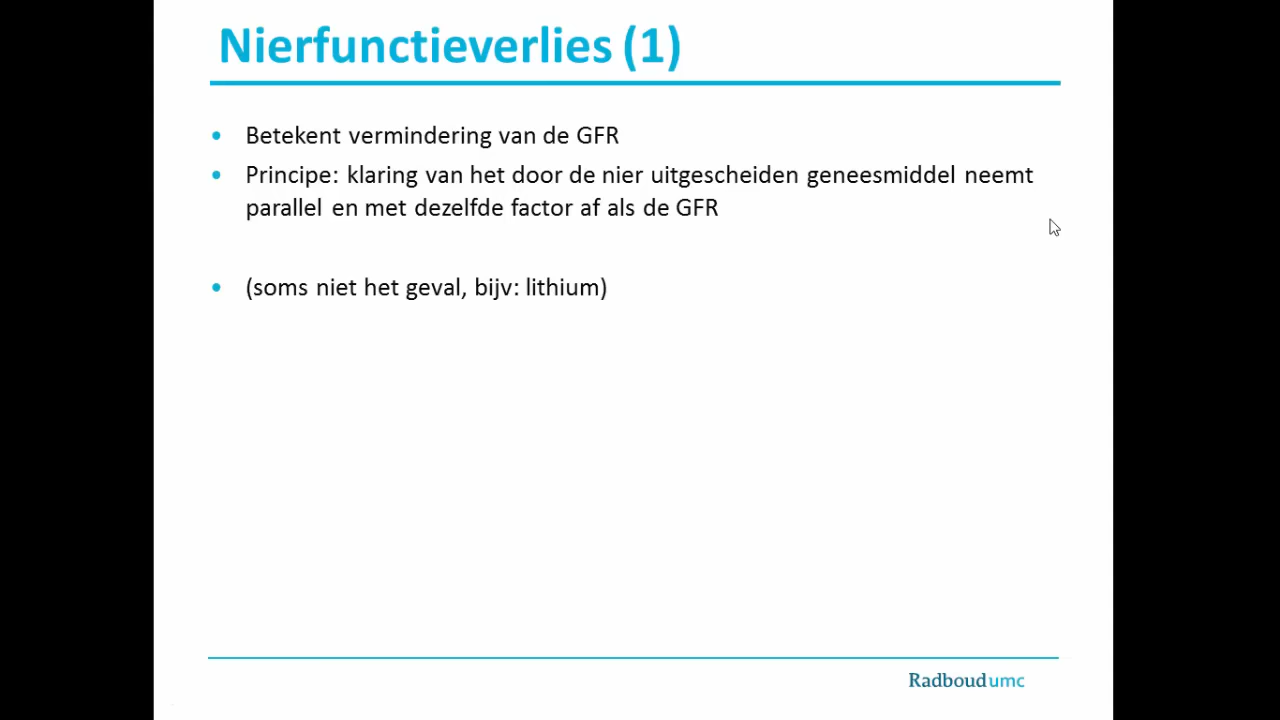 Nierfunctieverlies (1)
• Betekent vermindering van de GFR
• Principe: klaring van het door de nier uitgescheiden geneesmiddel neemt
parallel en met dezelfde factor af als de GFR
• (soms niet het geval, bijv: lithium)
Radboudumc